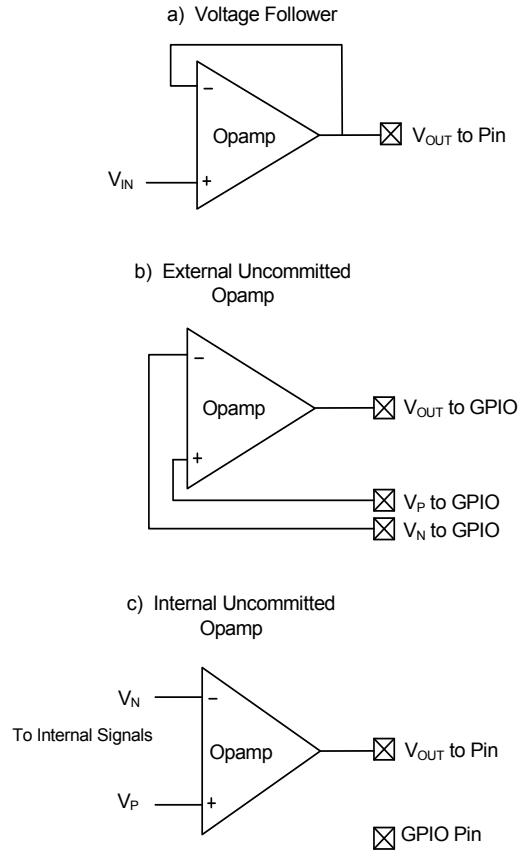 a) Voltage Follower
−
Opamp
V_OUT to Pin
V_IN
+
b) External Uncommitted
Opamp
−
Opamp
V_OUT to GPIO
+
V_P to GPIO
V_N to GPIO
c) Internal Uncommitted
Opamp
V_N
−
To Internal Signals
Opamp
V_OUT to Pin
V_P
+
GPIO Pin